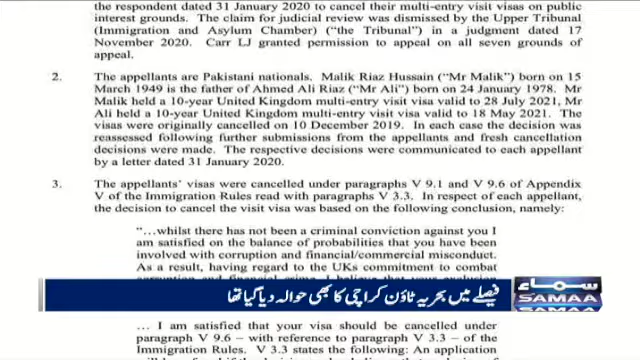 the respondent dated 31 January 2020 to cancel their multi-entry visit visas on public
interest grounds. The claim for judicial review was dismissed by the Upper Tribunal
(Immigration and Asylum Chamber) (“the Tribunal”) in a judgment dated 17
November 2020. Carr LJ granted permission to appeal on all seven grounds of
appeal.
2. The appellants are Pakistani nationals. Malik Riaz Hussain (“Mr Malik”) born on 15
March 1949 is the father of Ahmed Ali Riaz (“Mr Ali”) born on 24 January 1978. Mr
Malik held a 10-year United Kingdom multi-entry visit visa valid to 28 July 2021, Mr
Ali held a 10-year United Kingdom multi-entry visit visa valid to 18 May 2021. The
visas were originally cancelled on 10 December 2019. In each case the decision was
reassessed following further submissions from the appellants and fresh cancellation
decisions were made. The respective decisions were communicated to each appellant
by a letter dated 31 January 2020.
3. The appellants’ visas were cancelled under paragraphs V 9.1 and V 9.6 of Appendix
V of the Immigration Rules read with paragraphs V 3.3. In respect of each appellant,
the decision to cancel the visit visa was based on the following conclusion, namely:
“…whilst there has not been a criminal conviction against you I
am satisfied on the balance of probabilities that you have been
involved with corruption and financial/commercial misconduct.
As a result, having regard to the UKs commitment to combat
فیصلے میں بحریہ ٹاؤن کراچی کا بھی حوالہ دیا گیا تھا
سماء
SAMAA
… I am satisfied that your visa should be cancelled under
paragraph V 9.6 – with reference to paragraph V 3.3 – of
the Immigration Rules. V 3.3 states the following: An application